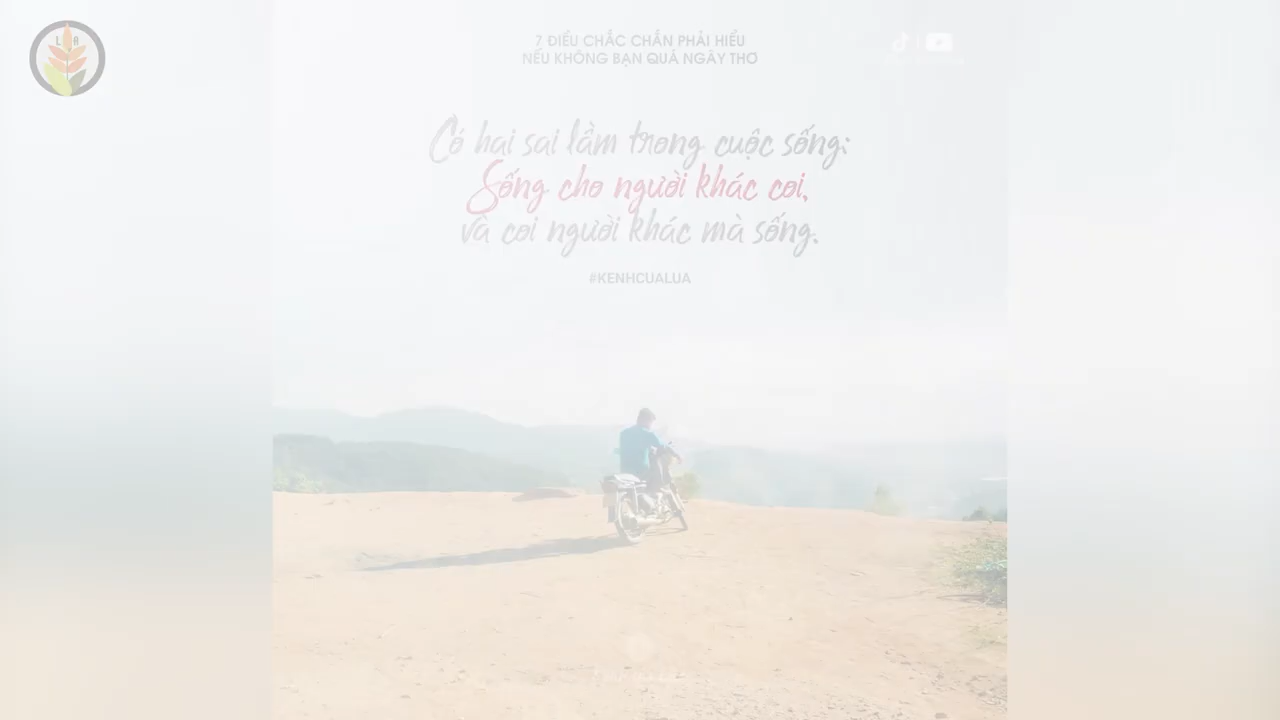 L A
7 ĐIỀU CHẮC CHẮN PHẢI HIỂU
NẾU KHÔNG BẠN QUÁ NGÂY THƠ
Có hai sai lầm trong cuộc sống:
Sống cho người khác coi,
và coi người khác mà sống.
#KENHCUALUA